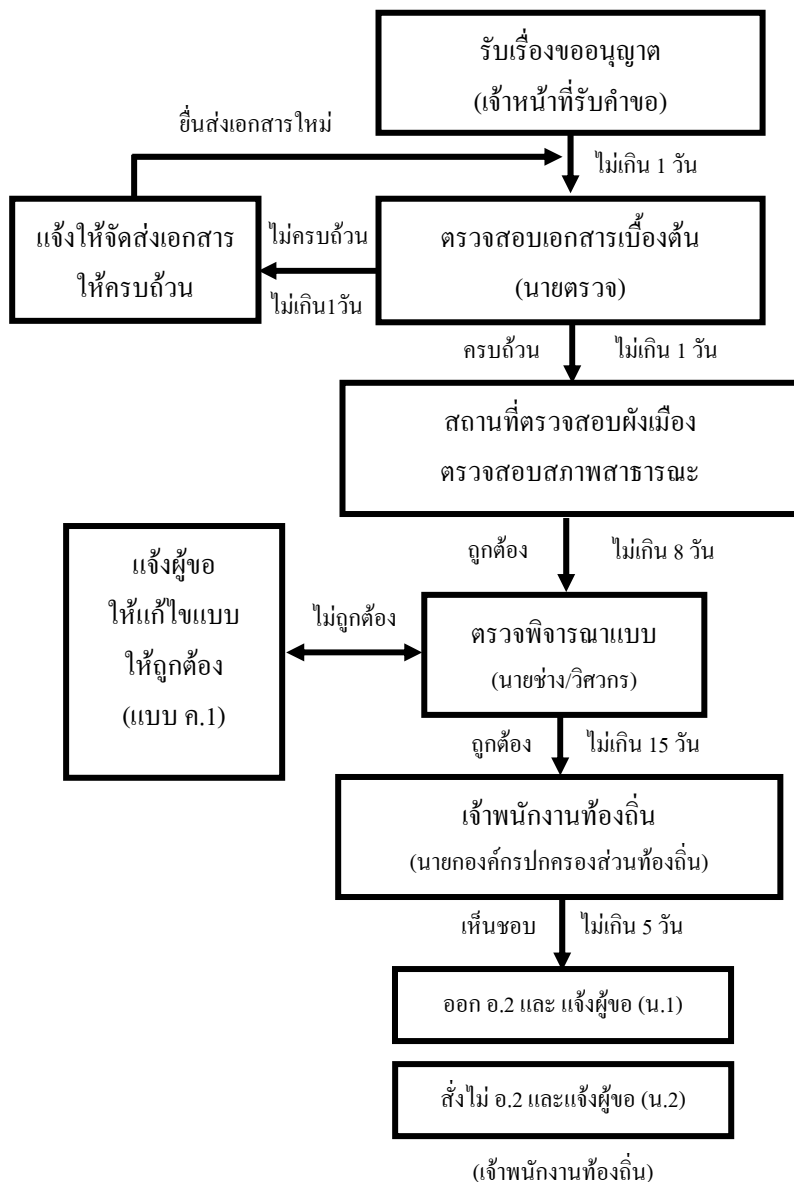 รับเรื่องขออนุญาต
(เจ้าหน้าที่รับคำขอ)
ยื่นส่งเอกสารใหม่
ไม่เกิน 1 วัน
แจ้งให้จัดส่งเอกสาร
ให้ครบถ้วน
ไม่ครบถ้วน
ไม่เกิน1วัน
ตรวจสอบเอกสารเบื้องต้น
(นายตรวจ)
ครบถ้วน
ไม่เกิน 1 วัน
สถานที่ตรวจสอบผังเมือง
ตรวจสอบสภาพสาธารณะ
ถูกต้อง
ไม่เกิน 8 วัน
แจ้งผู้ขอ
ให้แก้ไขแบบ
ให้ถูกต้อง
(แบบ ค.1)
ไม่ถูกต้อง
ตรวจพิจารณาแบบ
(นายช่าง/วิศวกร)
ถูกต้อง
ไม่เกิน 15 วัน
เจ้าพนักงานท้องถิ่น
(นายกองค์กรปกครองส่วนท้องถิ่น)
เห็นชอบ
ไม่เกิน 5 วัน
ออก อ.2 และ แจ้งผู้ขอ (น.1)
สั่งไม่ อ.2 และแจ้งผู้ขอ (น.2)
(เจ้าพนักงานท้องถิ่น)